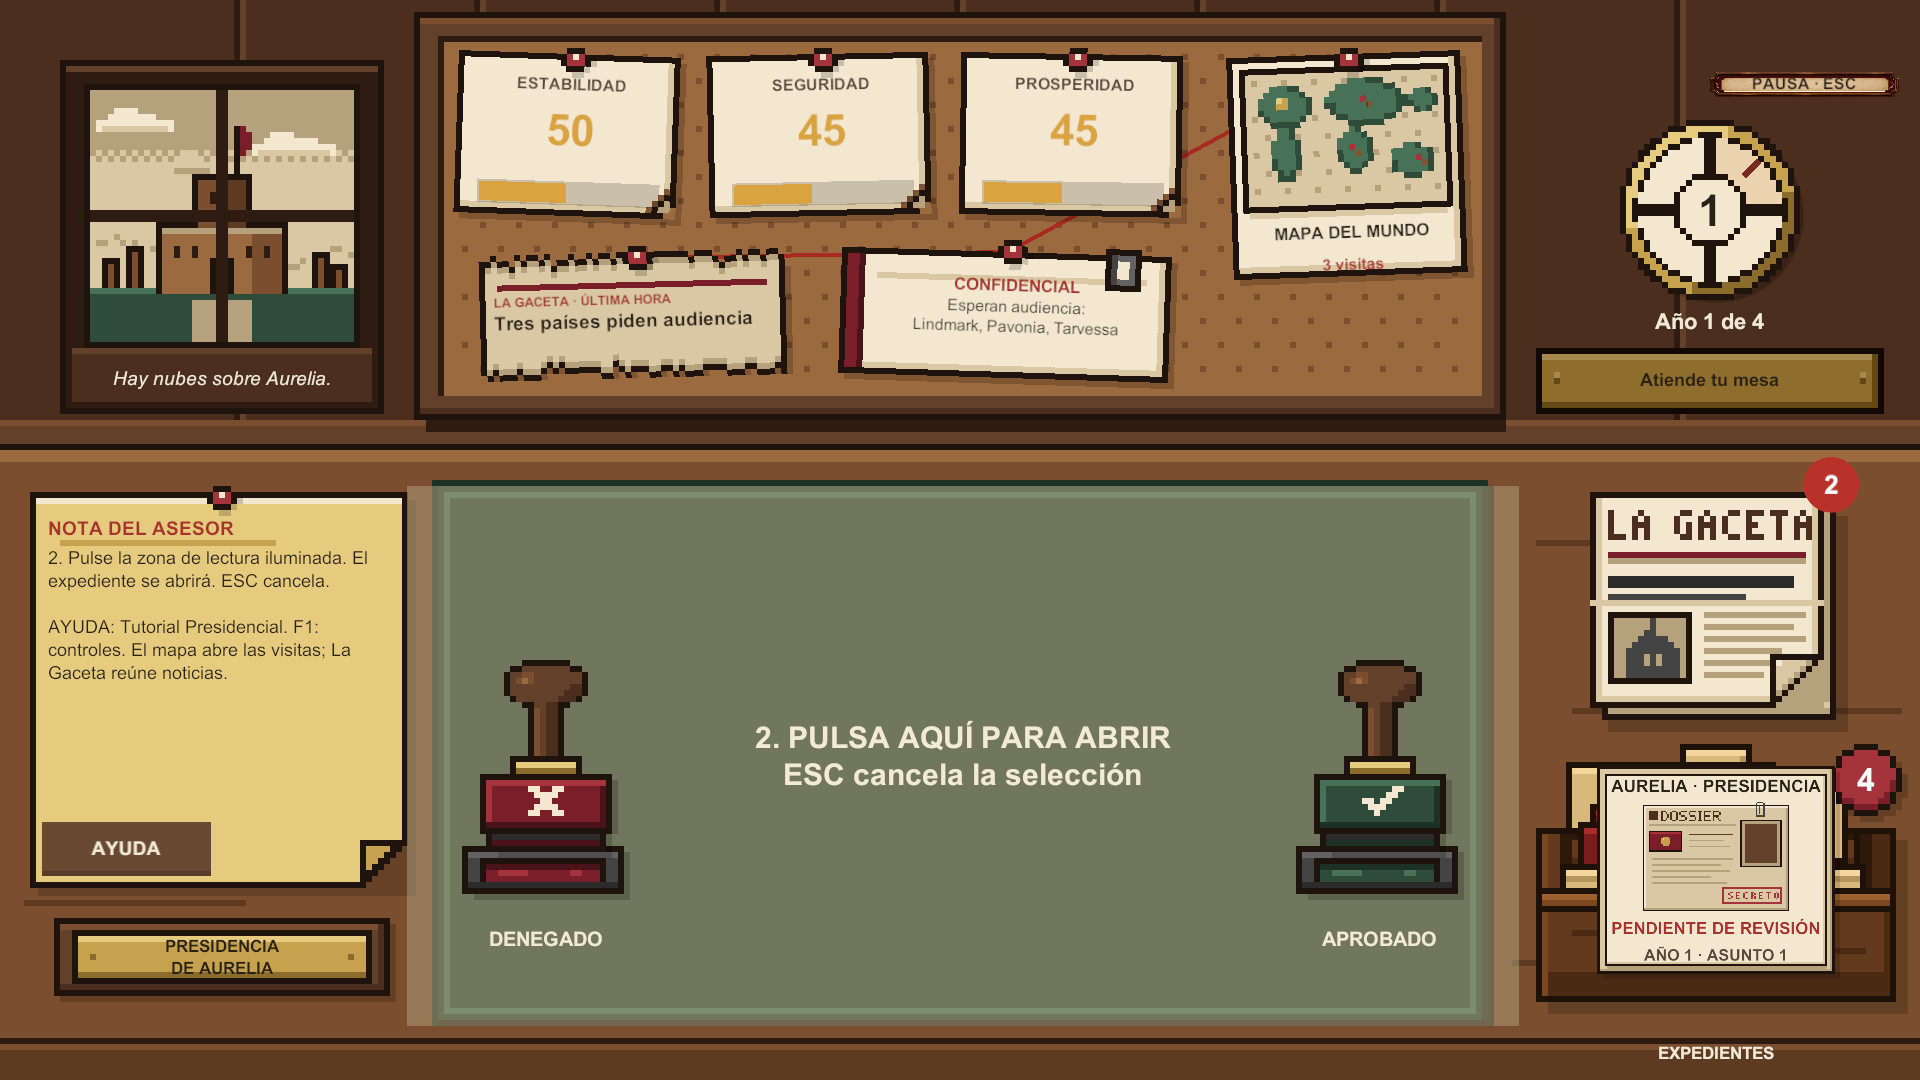 ESTABILIDAD
50
SEGURIDAD
45
PROSPERIDAD
45
MAPA DEL MUNDO
3 visitas
PAUSA · ESC
1
Año 1 de 4
Atiende tu mesa
Hay nubes sobre Aurelia.
LA GACETA · ÚLTIMA HORA
Tres países piden audiencia
CONFIDENCIAL
Esperan audiencia:
Lindmark, Pavonia, Tarvessa
NOTA DEL ASESOR
2. Pulse la zona de lectura iluminada. El
expediente se abrirá. ESC cancela.
AYUDA: Tutorial Presidencial. F1:
controles. El mapa abre las visitas; La
Gaceta reúne noticias.
AYUDA
PRESIDENCIA
DE AURELIA
2. PULSA AQUÍ PARA ABRIR
ESC cancela la selección
DENEGADO
APROBADO
2
LA GACETA
4
AURELIA · PRESIDENCIA
DOSSIER
SECRETO
PENDIENTE DE REVISIÓN
AÑO 1 · ASUNTO 1
EXPEDIENTES